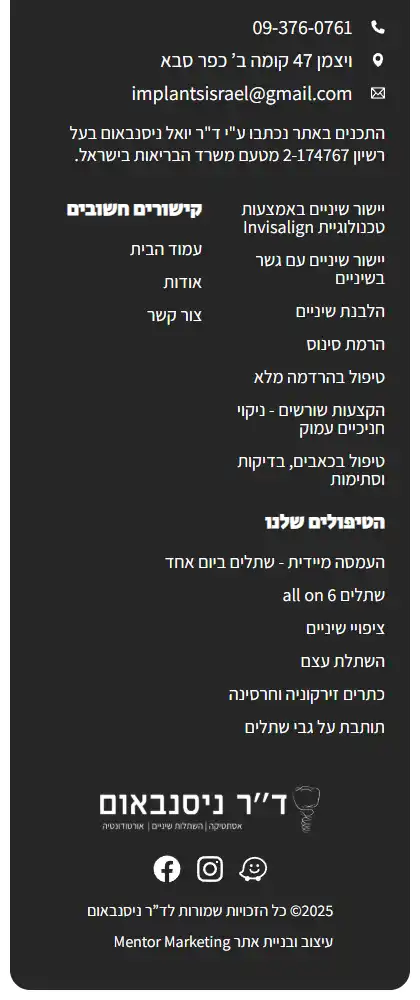 09-376-0761
ויצמן 47 קומה ב’ כפר סבא
implantsisrael@gmail.com
התכנים באתר נכתבו ע"י ד"ר יואל ניסנבאום בעל
רשיון 2-174767 מטעם משרד הבריאות בישראל.
יישור שיניים באמצעות
טכנולוגיית Invisalign
יישור שיניים עם גשר
בשיניים
הלבנת שיניים
הרמת סינוס
טיפול בהרדמה מלא
הקצעות שורשים - ניקוי
חניכיים עמוק
טיפול בכאבים, בדיקות
וסתימות
קישורים חשובים
עמוד הבית
אודות
צור קשר
הטיפולים שלנו
העמסה מיידית - שתלים ביום אחד
שתלים all on 6
ציפויי שיניים
השתלת עצם
כתרים זירקוניה וחרסינה
תותבת על גבי שתלים
ד’’ר ניסנבאום
אסתטיקה | השתלות שיניים | אורטודונטיה
2025© כל הזכויות שמורות לד”ר ניסנבאום
עיצוב ובניית אתר Mentor Marketing